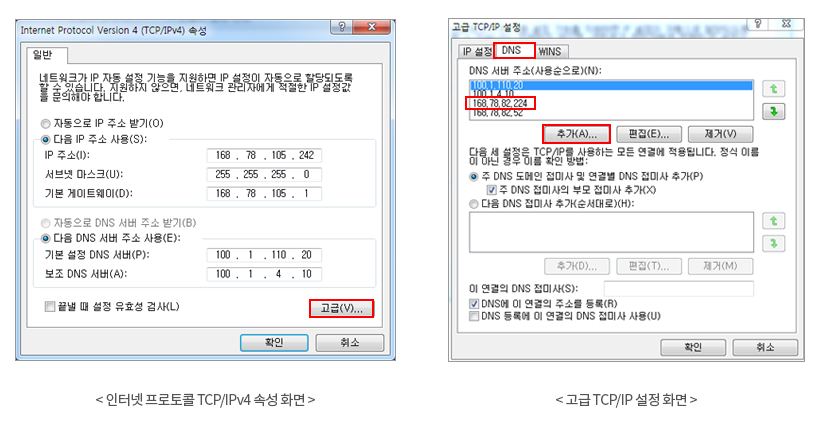 Internet Protocol Version 4 (TCP/IPv4) 속성
일반
네트워크가 IP 자동 설정 기능을 지원하면 IP 설정이 자동으로 할당되도록
할 수 있습니다. 지원하지 않으면, 네트워크 관리자에게 적절한 IP 설정값
을 문의해야 합니다.
자동으로 IP 주소 받기(O)
다음 IP 주소 사용(S):
IP 주소(I): 168 . 78 . 105 . 242
서브넷 마스크(U): 255 . 255 . 255 . 0
기본 게이트웨이(D): 168 . 78 . 105 . 1
자동으로 DNS 서버 주소 받기(B)
다음 DNS 서버 주소 사용(E):
기본 설정 DNS 서버(P): 100 . 1 . 110 . 20
보조 DNS 서버(A): 100 . 1 . 4 . 10
끝낼 때 설정 유효성 검사(L)
고급(V)...
확인 취소
< 인터넷 프로토콜 TCP/IPv4 속성 화면 >
고급 TCP/IP 설정
IP 설정 DNS WINS
DNS 서버 주소(사용순으로)(N):
100.1.110.20
100.1.4.10
168.78.82.224
168.78.82.52
추가(A)... 편집(E)... 제거(V)
다음 세 설정은 TCP/IP를 사용하는 모든 연결에 적용됩니다. 정식 이름
이 아닌 경우 이름 확인 방법:
주 DNS 도메인 접미사 및 연결별 DNS 접미사 추가(P)
주 DNS 접미사의 부모 접미사 추가(X)
다음 DNS 접미사 추가(순서대로)(H):
추가(D)... 편집(T)... 제거(M)
이 연결의 DNS 접미사(S):
DNS에 이 연결의 주소를 등록(R)
DNS 등록에 이 연결의 DNS 접미사 사용(U)
확인 취소
< 고급 TCP/IP 설정 화면 >